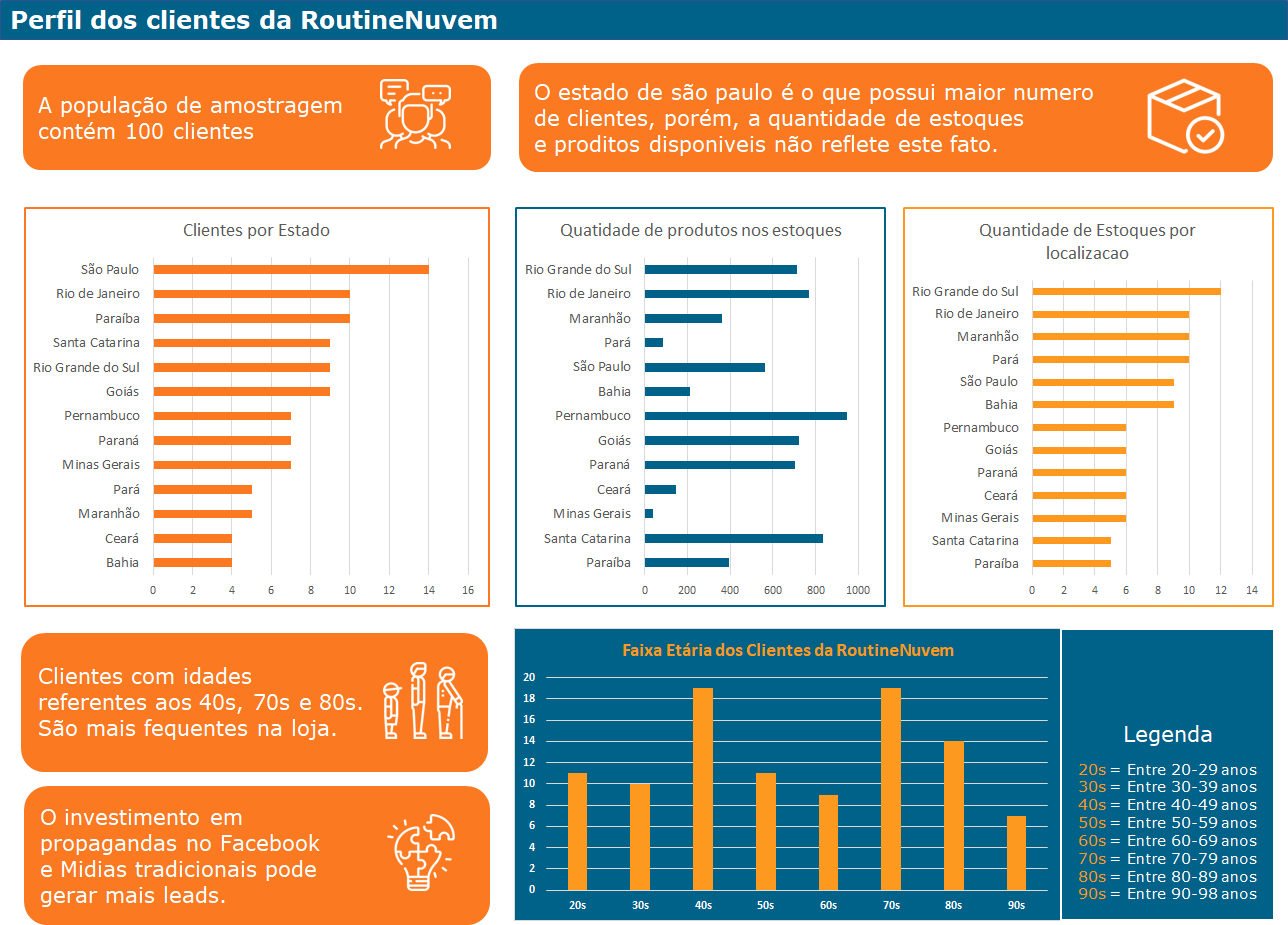 Perfil dos clientes da RoutineNuvem
A população de amostragem
contém 100 clientes
O estado de são paulo é o que possui maior numero
de clientes, porém, a quantidade de estoques
e proditos disponiveis não reflete este fato.
Clientes por Estado
São Paulo
Rio de Janeiro
Paraíba
Santa Catarina
Rio Grande do Sul
Goiás
Pernambuco
Paraná
Minas Gerais
Pará
Maranhão
Ceará
Bahia
0 2 4 6 8 10 12 14 16
Quatidade de produtos nos estoques
Rio Grande do Sul
Rio de Janeiro
Maranhão
Pará
São Paulo
Bahia
Pernambuco
Goiás
Paraná
Ceará
Minas Gerais
Santa Catarina
Paraíba
0 200 400 600 800 1000
Quantidade de Estoques por
localizacao
Rio Grande do Sul
Rio de Janeiro
Maranhão
Pará
São Paulo
Bahia
Pernambuco
Goiás
Paraná
Ceará
Minas Gerais
Santa Catarina
Paraíba
0 2 4 6 8 10 12 14
Clientes com idades
referentes aos 40s, 70s e 80s.
São mais fequentes na loja.
O investimento em
propagandas no Facebook
e Midias tradicionais pode
gerar mais leads.
Faixa Etária dos Clientes da RoutineNuvem
20
18
16
14
12
10
8
6
4
2
0
20s 30s 40s 50s 60s 70s 80s 90s
Legenda
20s = Entre 20-29 anos
30s = Entre 30-39 anos
40s = Entre 40-49 anos
50s = Entre 50-59 anos
60s = Entre 60-69 anos
70s = Entre 70-79 anos
80s = Entre 80-89 anos
90s = Entre 90-98 anos